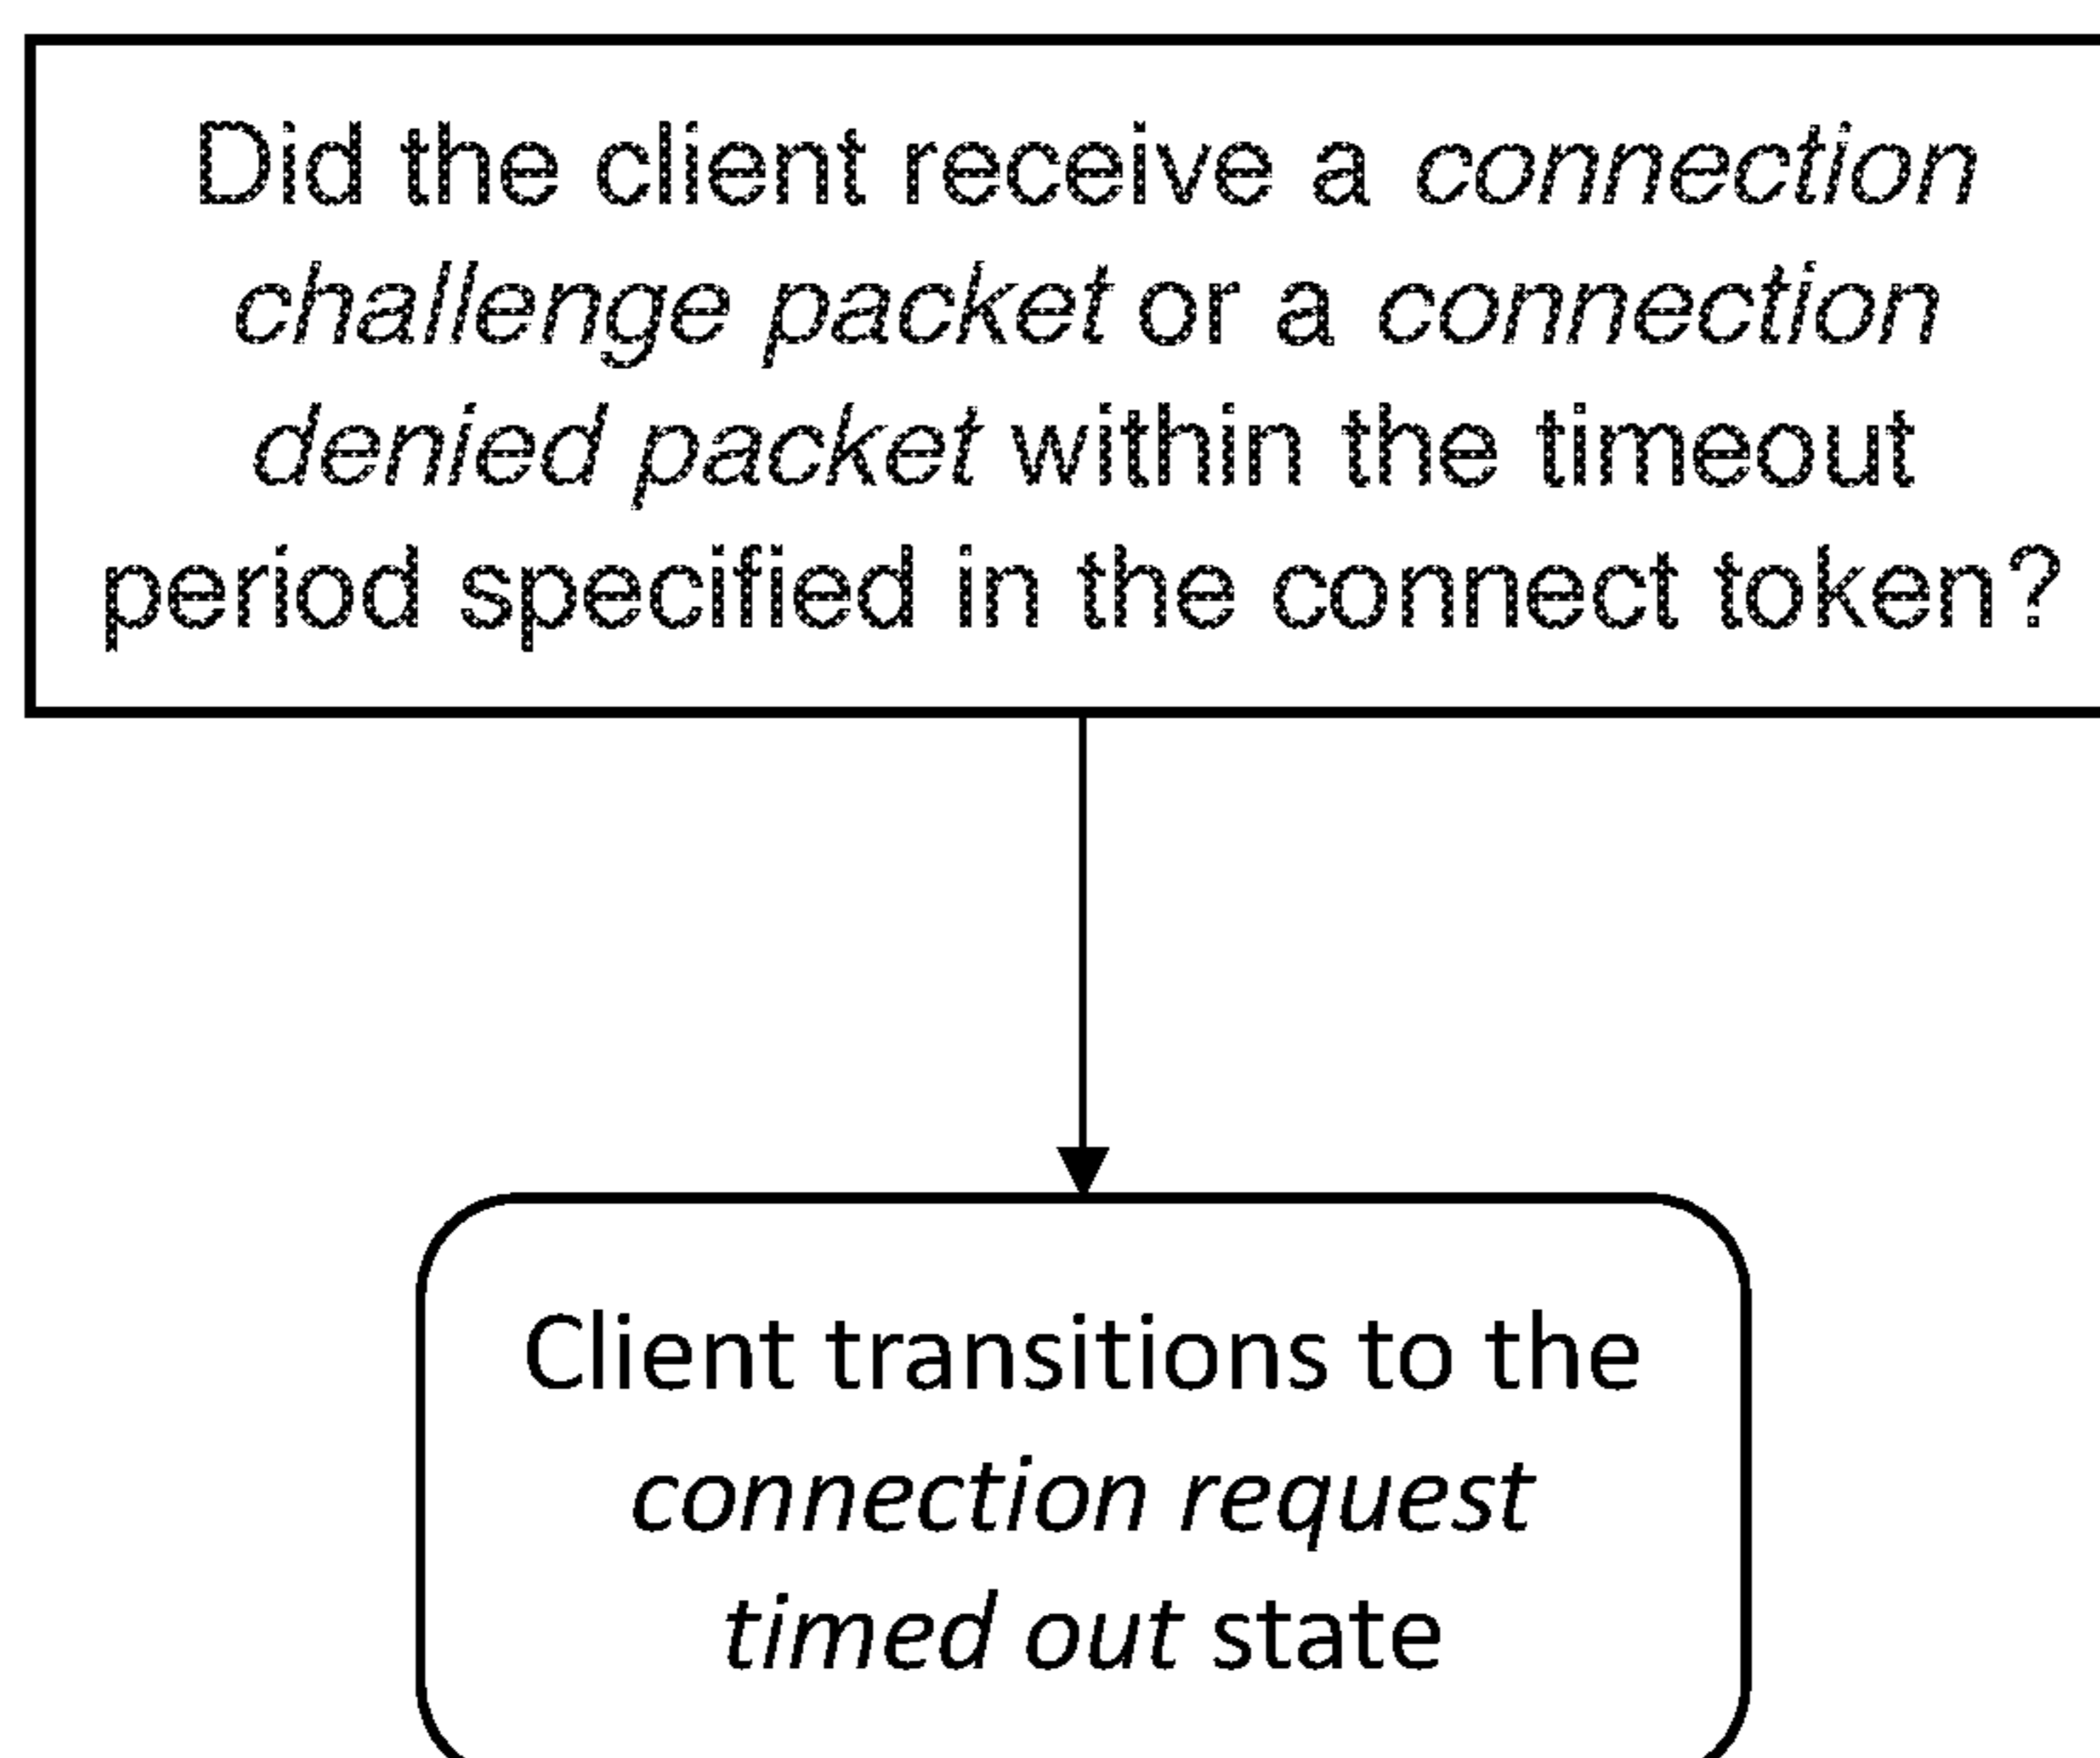 Did the client receive a connection
challenge packet or a connection
denied packet within the timeout
period specified in the connect token?
Client transitions to the
connection request
timed out state